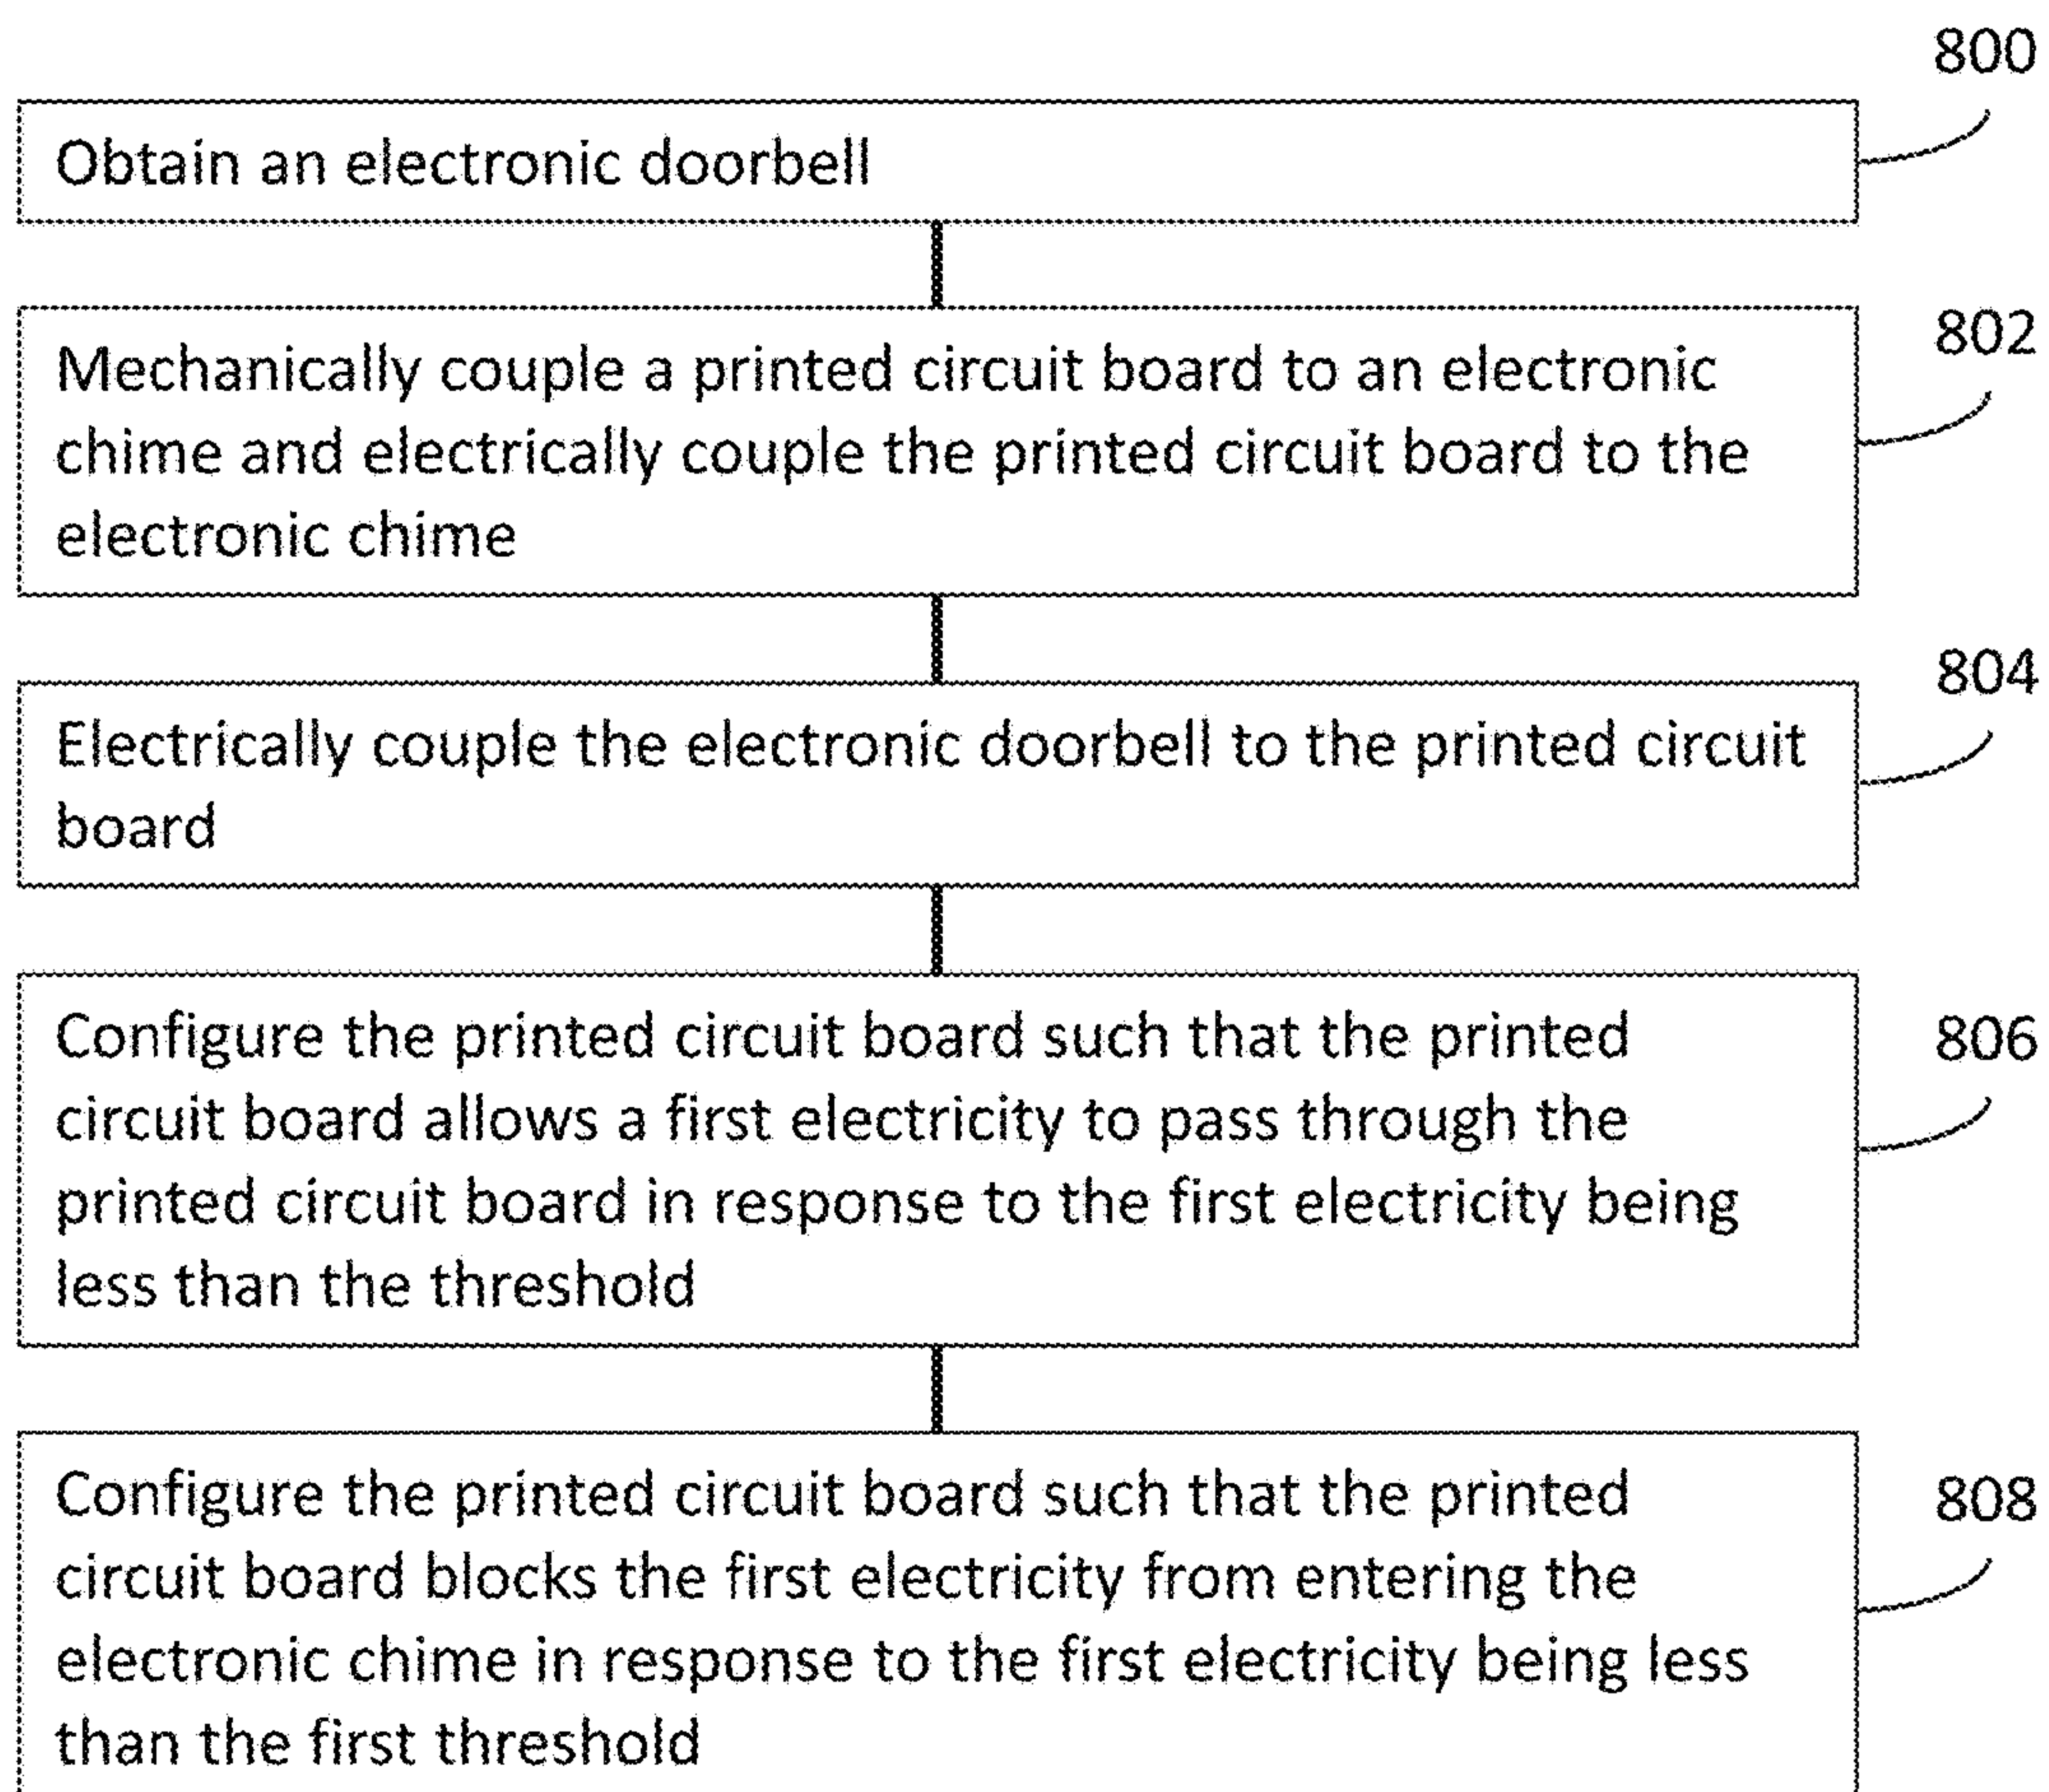 800
Obtain an electronic doorbell
802
Mechanically couple a printed circuit board to an electronic
chime and electrically couple the printed circuit board to the
electronic chime
804
Electrically couple the electronic doorbell to the printed circuit
board
806
Configure the printed circuit board such that the printed
circuit board allows a first electricity to pass through the
printed circuit board in response to the first electricity being
less than the threshold
808
Configure the printed circuit board such that the printed
circuit board blocks the first electricity from entering the
electronic chime in response to the first electricity being less
than the first threshold